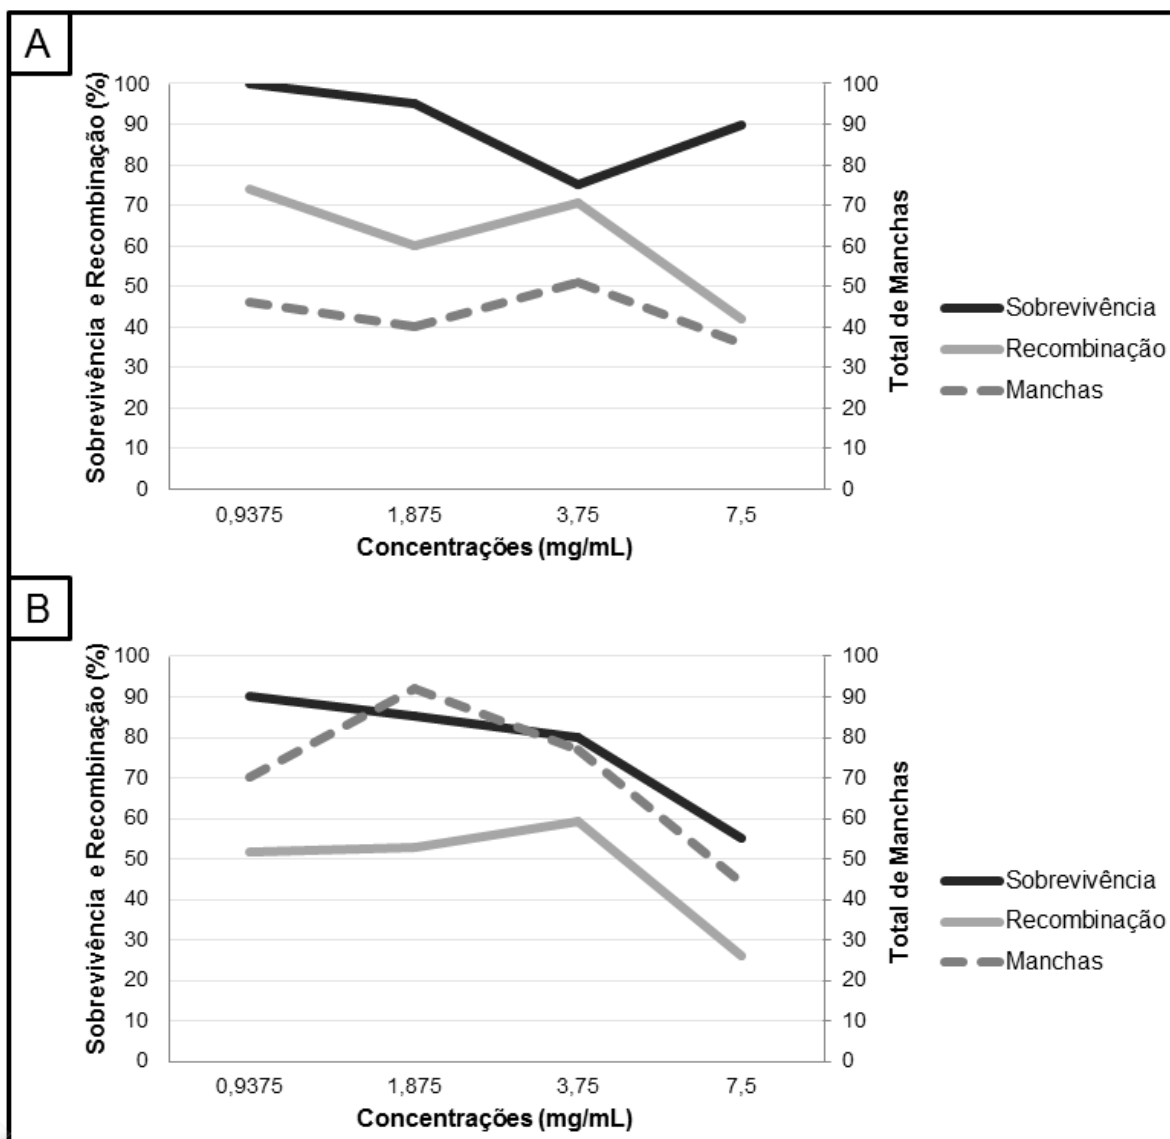 A
Sobrevivência e Recombinação (%)
100
90
80
70
60
50
40
30
20
10
0
100
90
80
70
60
50
40
30
20
10
0
Total de Manchas
0,9375 1,875 3,75 7,5
Concentrações (mg/mL)
Sobrevivência
Recombinação
Manchas
B
Sobrevivência e Recombinação (%)
100
90
80
70
60
50
40
30
20
10
0
100
90
80
70
60
50
40
30
20
10
0
Total de Manchas
0,9375 1,875 3,75 7,5
Concentrações (mg/mL)
Sobrevivência
Recombinação
Manchas